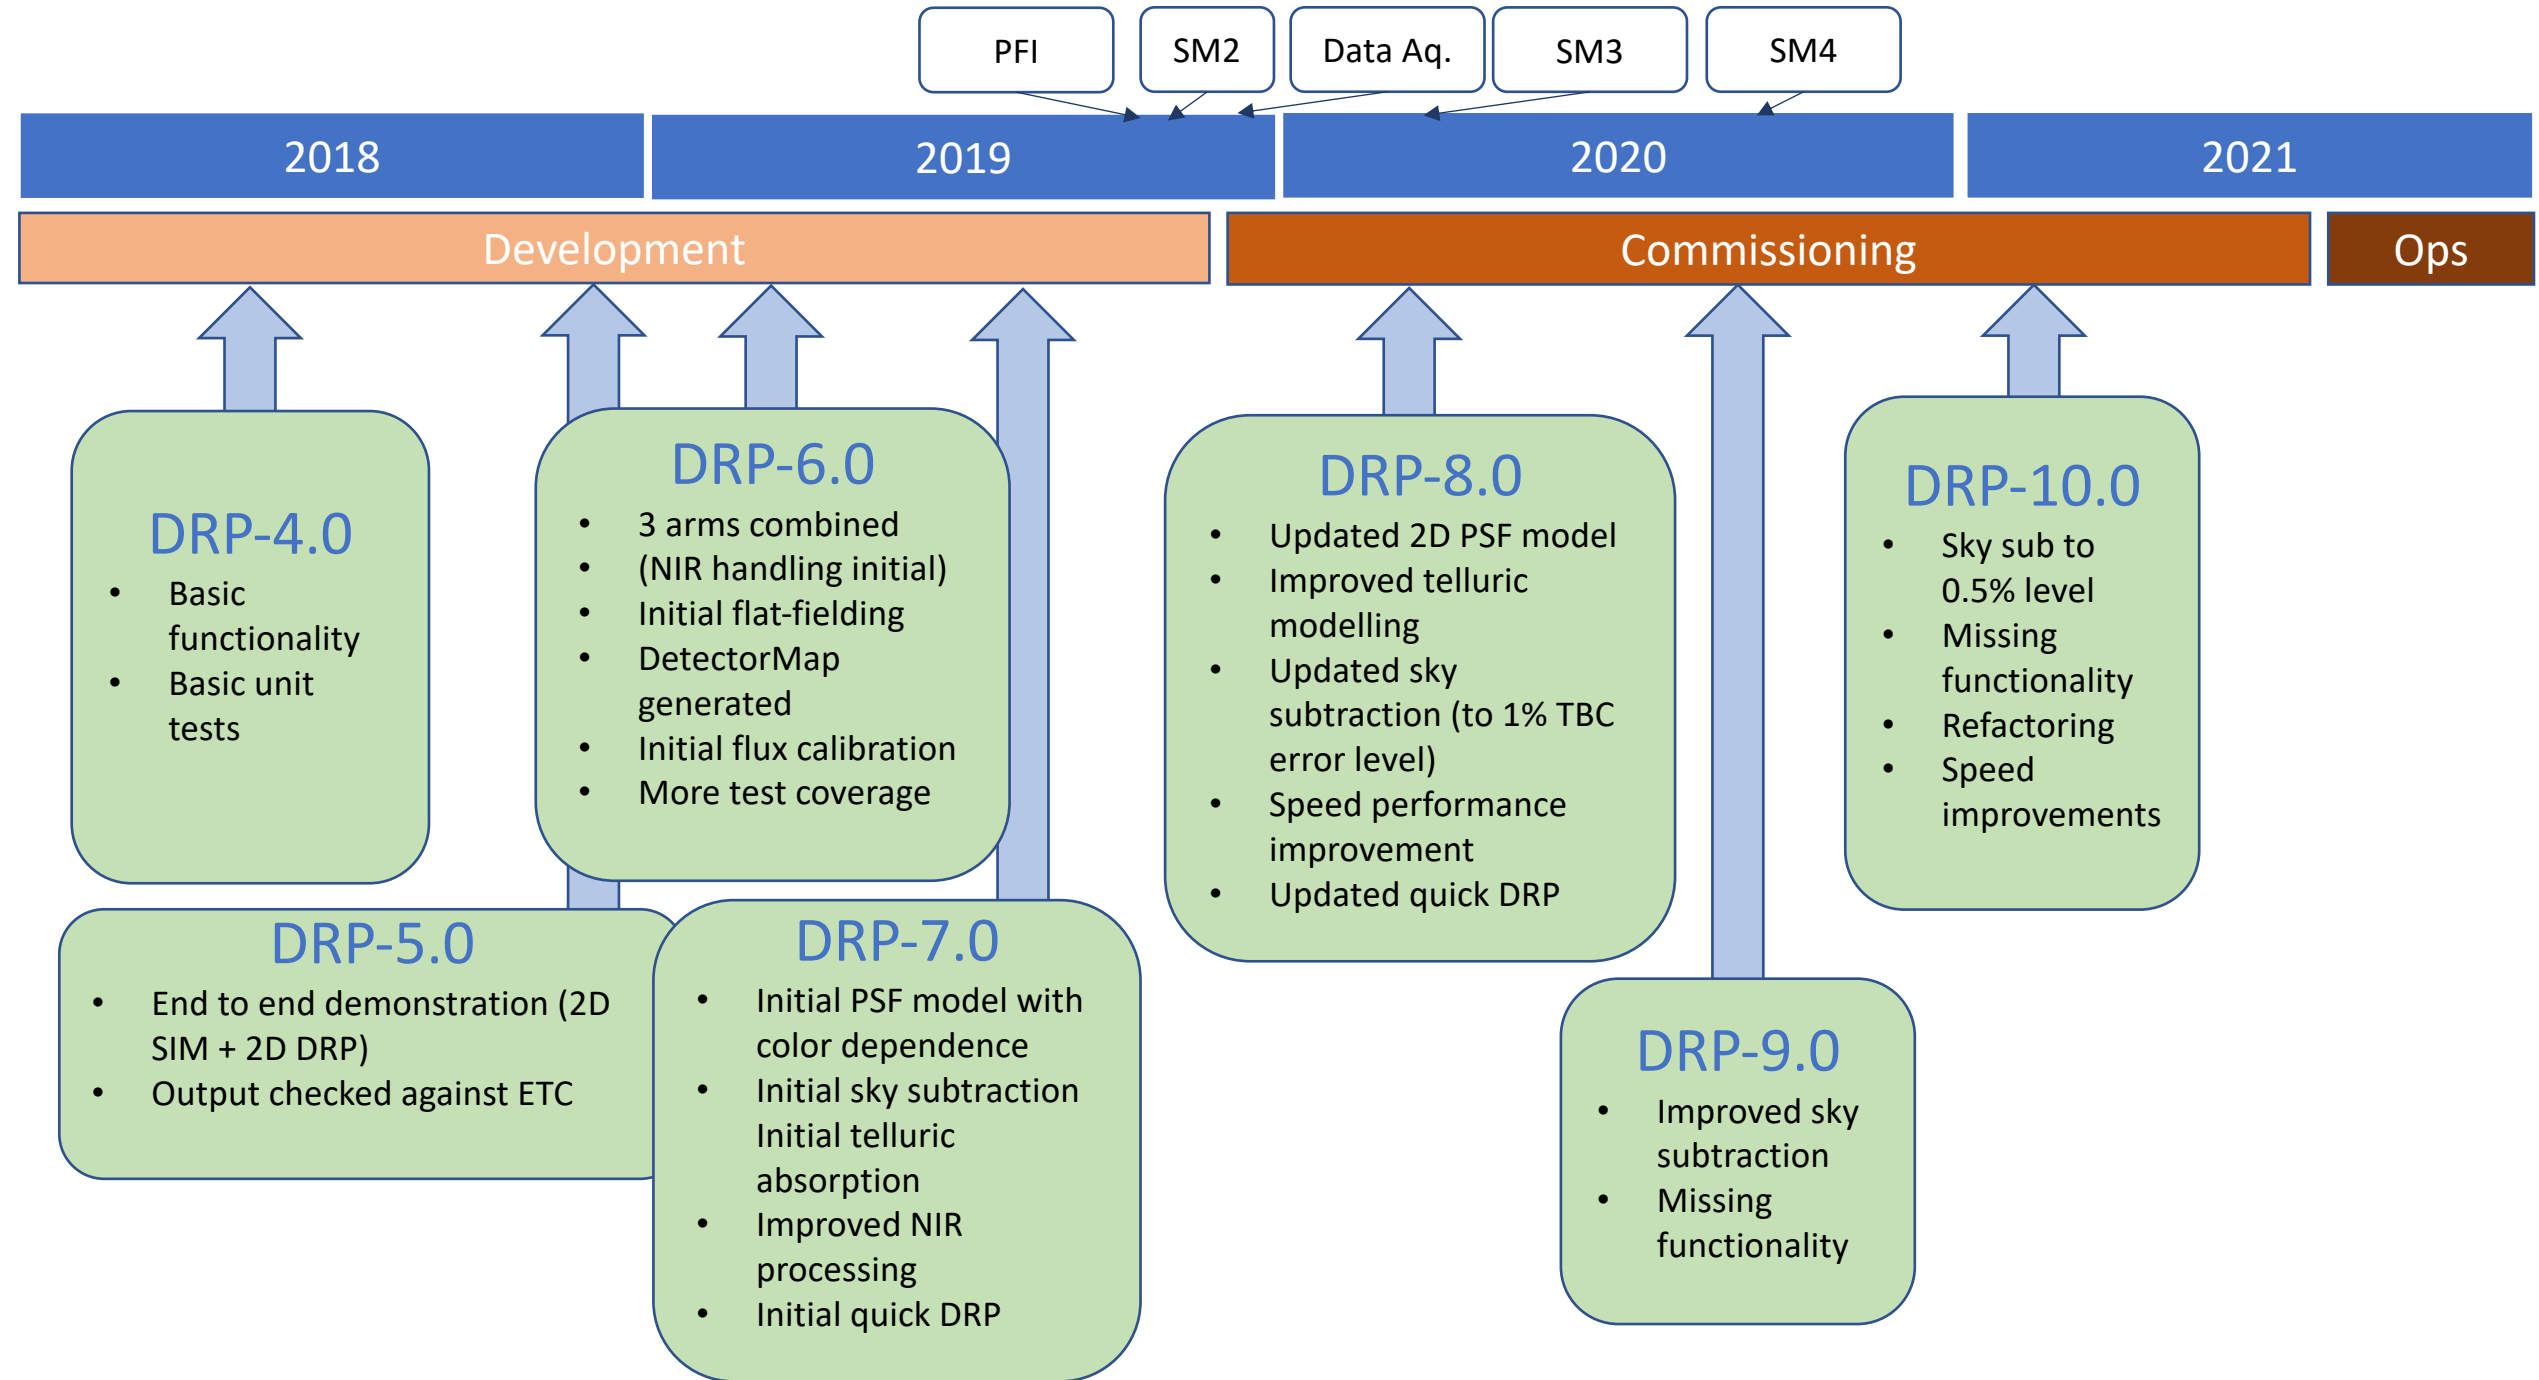 PFI
SM2
Data Aq.
SM3
SM4
2018
2019
2020
2021
Development
Commissioning
Ops
DRP-4.0
• Basic
functionality
• Basic unit
tests
DRP-6.0
• 3 arms combined
• (NIR handling initial)
• Initial flat-fielding
• DetectorMap
generated
• Initial flux calibration
• More test coverage
DRP-8.0
• Updated 2D PSF model
• Improved telluric
modelling
• Updated sky
subtraction (to 1% TBC
error level)
• Speed performance
improvement
• Updated quick DRP
DRP-10.0
• Sky sub to
0.5% level
• Missing
functionality
• Refactoring
• Speed
improvements
DRP-5.0
• End to end demonstration (2D
SIM + 2D DRP)
• Output checked against ETC
DRP-7.0
• Initial PSF model with
color dependence
• Initial sky subtraction
Initial telluric
absorption
• Improved NIR
processing
• Initial quick DRP
DRP-9.0
• Improved sky
subtraction
• Missing
functionality